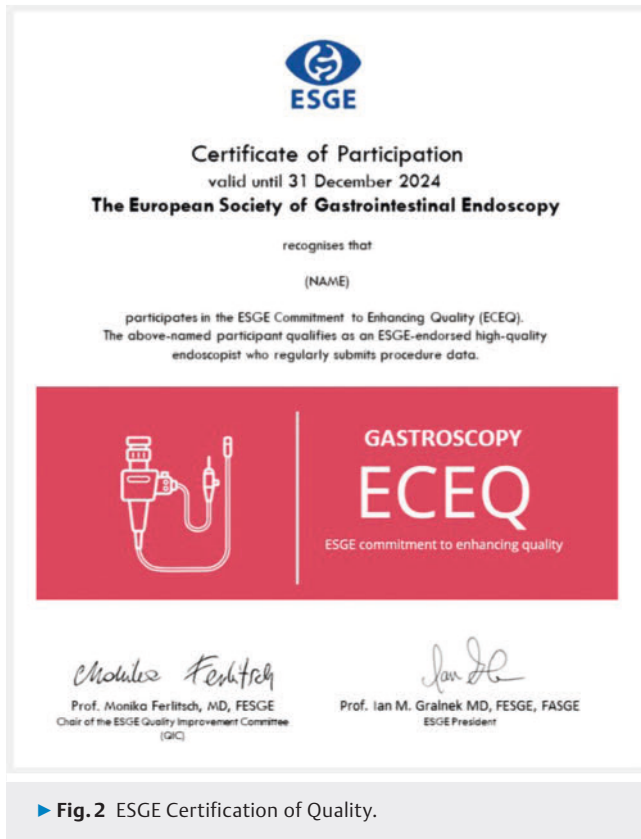 ESGE
Certificate of Participation
valid until 31 December 2024
The European Society of Gastrointestinal Endoscopy
recognises that
(NAME)
participates in the ESGE Commitment to Enhancing Quality (ECEQ).
The above-named participant qualifies as an ESGE-endorsed high-quality
endoscopist who regularly submits procedure data.
GASTROSCOPY
ECEQ
ESGE commitment to enhancing quality
Prof. Monika Ferlitsch, MD, FESGE
Chair of the ESGE Quality Improvement Committee
(QIC)
Prof. Ian M. Gralnek MD, FESGE, FASGE
ESGE President
▶ Fig. 2 ESGE Certification of Quality.